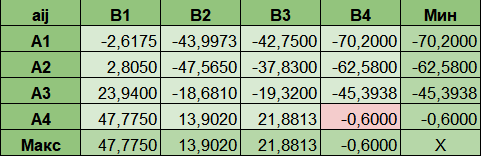 aij B1 B2 B3 B4 Мин
A1 -2,6175 -43,9973 -42,7500 -70,2000 -70,2000
A2 2,8050 -47,5650 -37,8300 -62,5800 -62,5800
A3 23,9400 -18,6810 -19,3200 -45,3938 -45,3938
A4 47,7750 13,9020 21,8813 -0,6000 -0,6000
Макс 47,7750 13,9020 21,8813 -0,6000 X